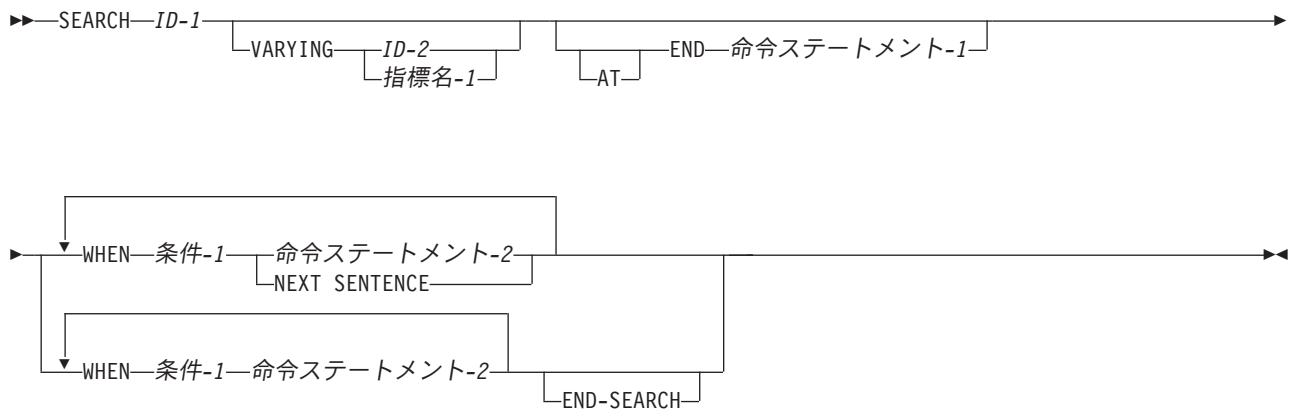 SEARCH ID-1
VARYING ID-2
指標名-1
AT END 命令ステートメント-1
WHEN 条件-1 命令ステートメント-2
NEXT SENTENCE
WHEN 条件-1 命令ステートメント-2
END-SEARCH